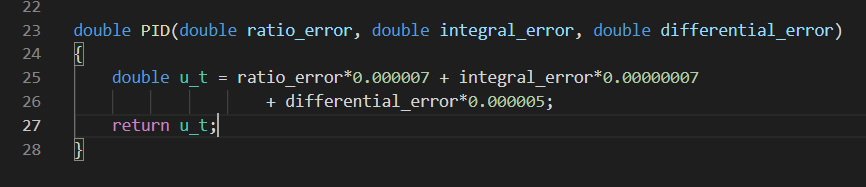 22
23 double PID(double ratio_error, double integral_error, double differential_error)
24 {
25     double u_t = ratio_error*0.000007 + integral_error*0.00000007
26                     + differential_error*0.000005;
27     return u_t;
28 }